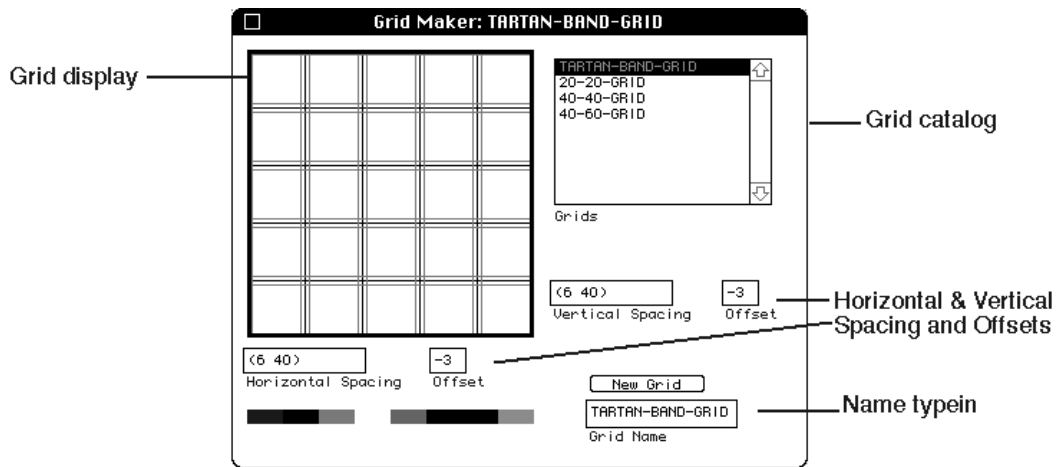 Grid Maker: TARTAN-BAND-GRID
Grid display
TARTAN-BAND-GRID
20-20-GRID
40-40-GRID
40-60-GRID
Grid catalog
Grids
(6 40)
-3
Vertical Spacing
Offset
Horizontal & Vertical
Spacing and Offsets
(6 40)
-3
Horizontal Spacing
Offset
New Grid
TARTAN-BAND-GRID
Name typein
Grid Name